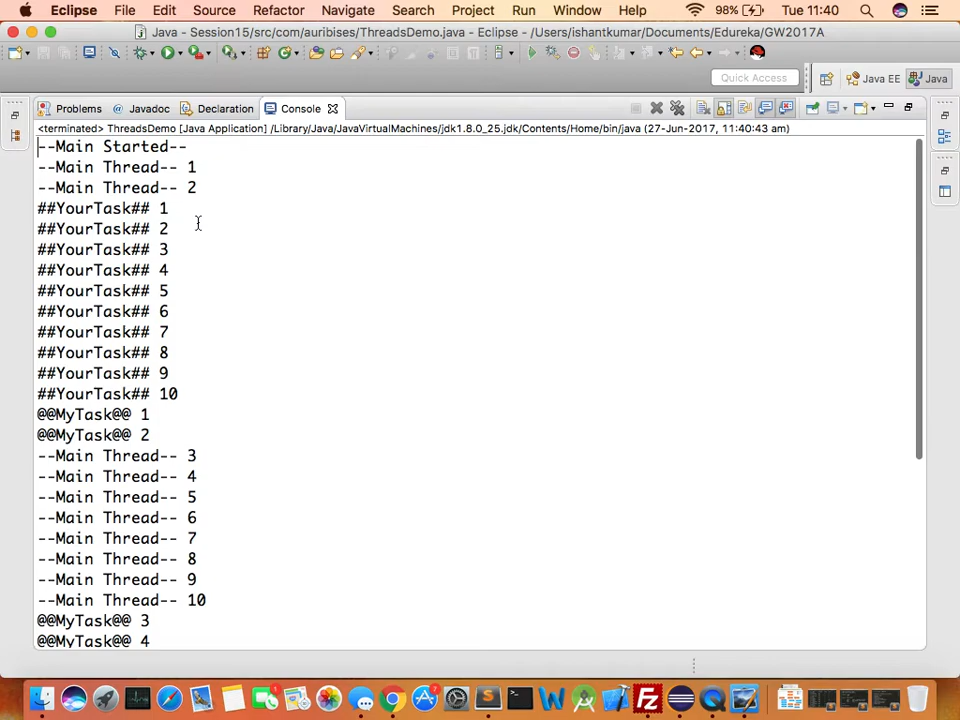 Eclipse File Edit Source Refactor Navigate Search Project Run Window Help 98% Tue 11:40
Java - Session15/src/com/auribises/ThreadsDemo.java - Eclipse - /Users/ishantkumar/Documents/Edureka/GW2017A
Quick Access Java EE Java
Problems @ Javadoc Declaration Console
<terminated> ThreadsDemo [Java Application] /Library/Java/JavaVirtualMachines/jdk1.8.0_25.jdk/Contents/Home/bin/java (27-Jun-2017, 11:40:43 am)
--Main Started--
--Main Thread-- 1
--Main Thread-- 2
##YourTask## 1
##YourTask## 2
##YourTask## 3
##YourTask## 4
##YourTask## 5
##YourTask## 6
##YourTask## 7
##YourTask## 8
##YourTask## 9
##YourTask## 10
@@MyTask@@ 1
@@MyTask@@ 2
--Main Thread-- 3
--Main Thread-- 4
--Main Thread-- 5
--Main Thread-- 6
--Main Thread-- 7
--Main Thread-- 8
--Main Thread-- 9
--Main Thread-- 10
@@MyTask@@ 3
@@MyTask@@ 4